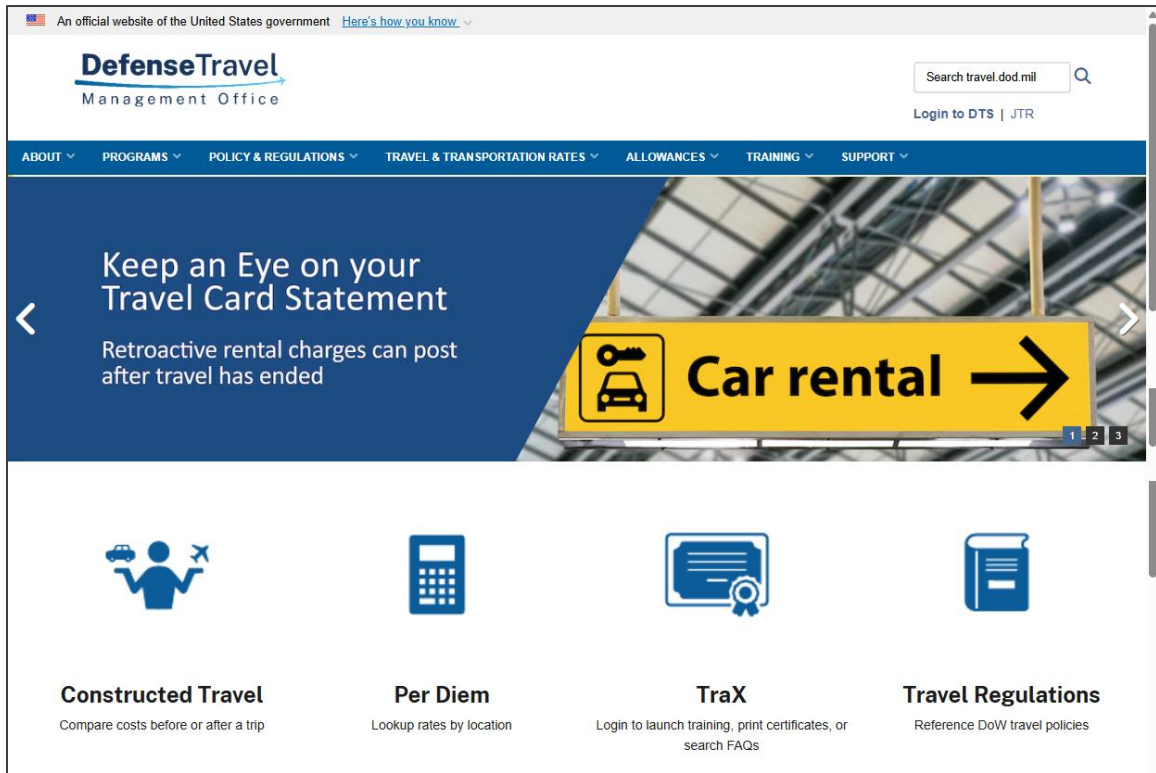 An official website of the United States government Here's how you know
DefenseTravel
Management Office
Search travel.dod.mil
Login to DTS | JTR
ABOUT PROGRAMS POLICY & REGULATIONS TRAVEL & TRANSPORTATION RATES ALLOWANCES TRAINING SUPPORT
Keep an Eye on your
Travel Card Statement
Retroactive rental charges can post
after travel has ended
Car rental
1 2 3
Constructed Travel
Compare costs before or after a trip
Per Diem
Lookup rates by location
TraX
Login to launch training, print certificates, or
search FAQs
Travel Regulations
Reference DoW travel policies